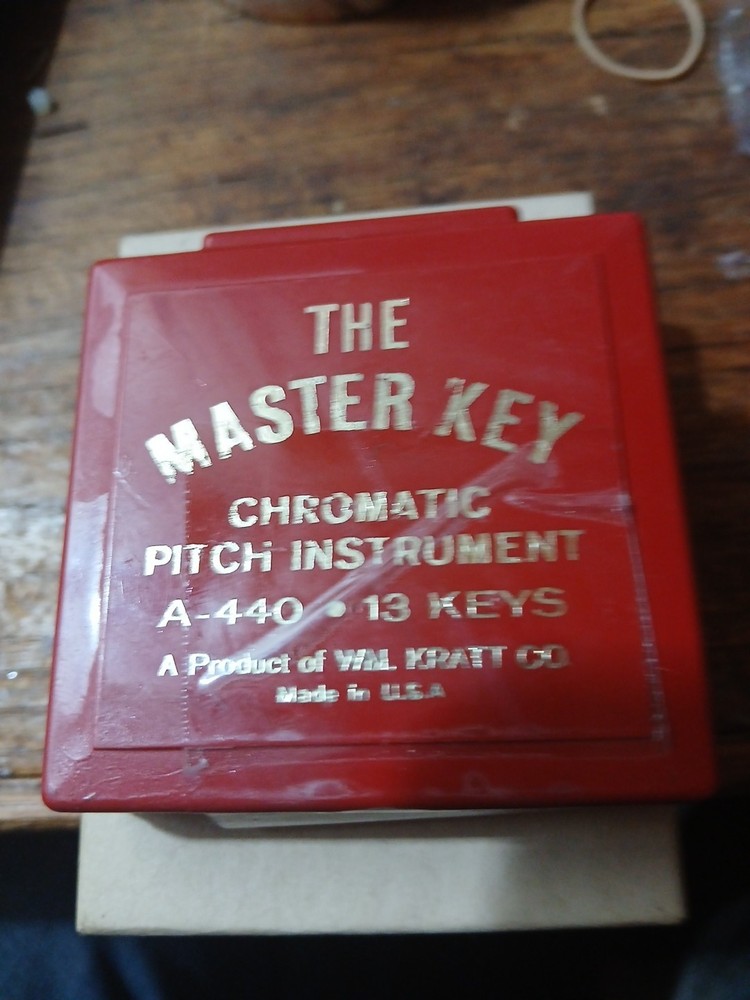 THE
MASTER KEY
CHROMATIC
PITCH INSTRUMENT
A-440 • 13 KEYS
A Product of WM. KRATT CO
Made in U.S.A